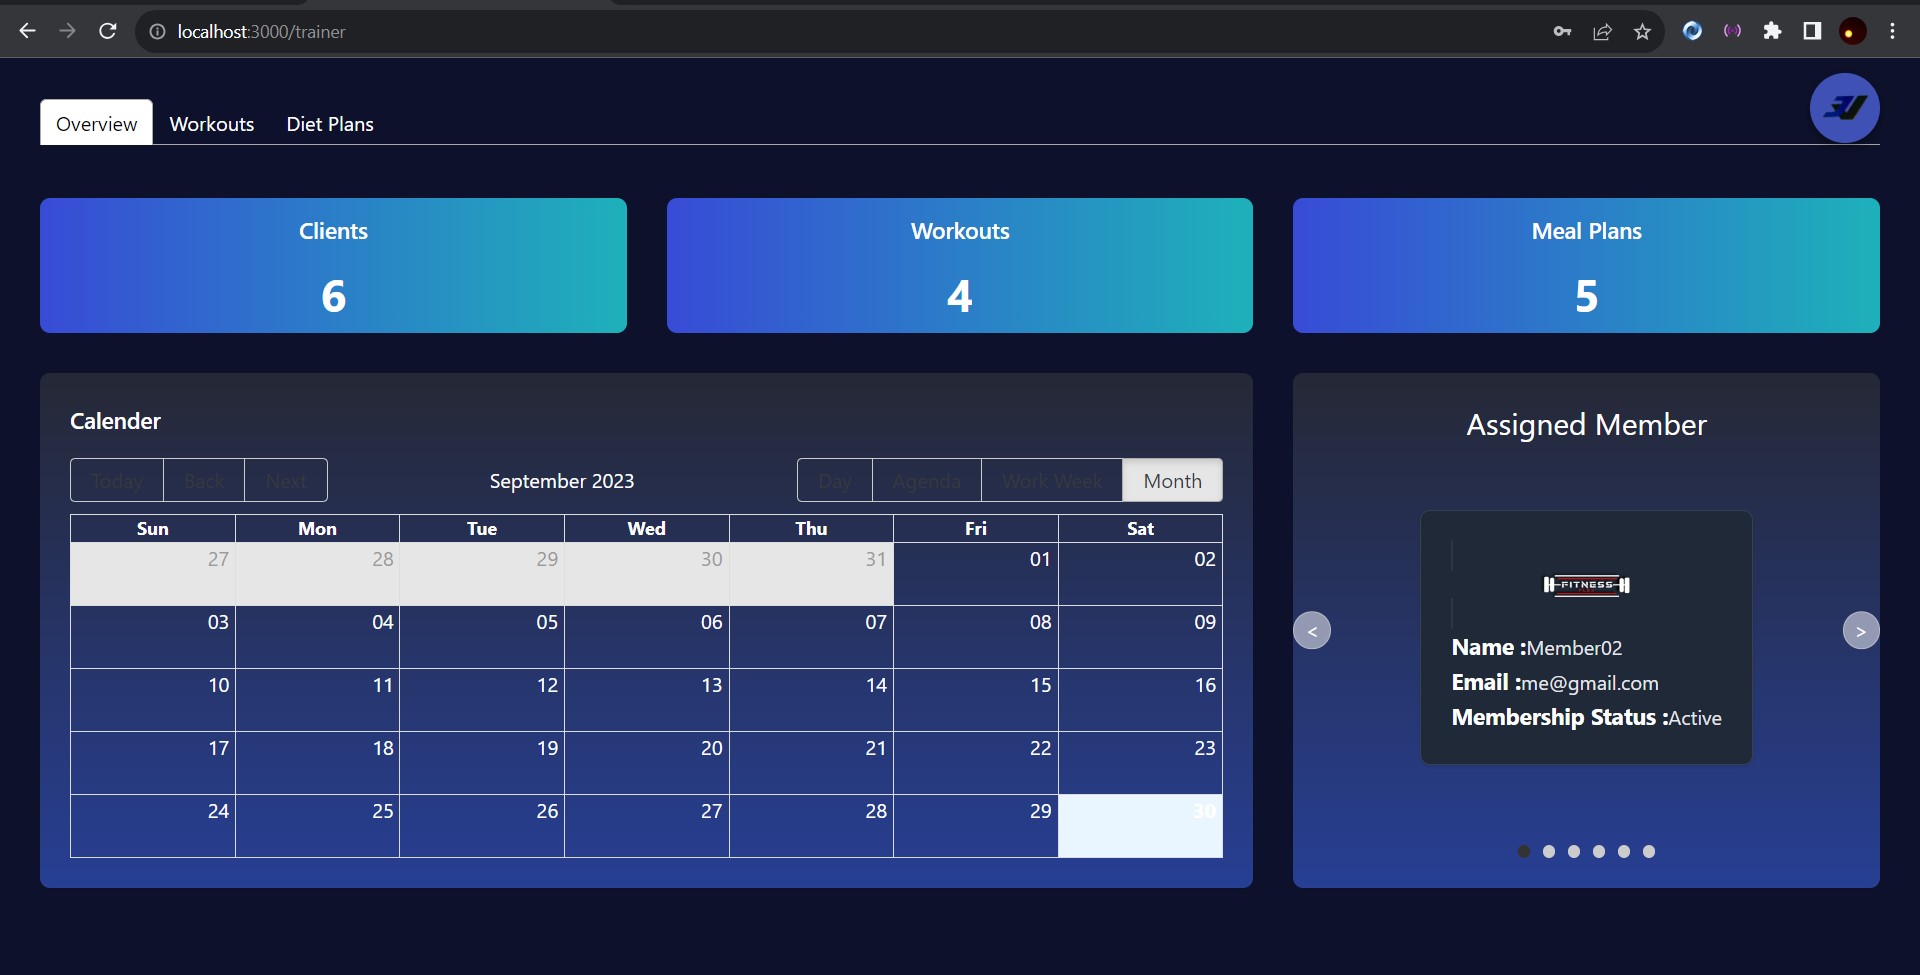 localhost:3000/trainer
Overview Workouts Diet Plans
Clients
6
Workouts
4
Meal Plans
5
Calender
Today Back Next
September 2023
Day Agenda Work Week Month
Sun Mon Tue Wed Thu Fri Sat
27 28 29 30 31 01 02
03 04 05 06 07 08 09
10 11 12 13 14 15 16
17 18 19 20 21 22 23
24 25 26 27 28 29 30
Assigned Member
FITNESS
Name :Member02
Email :me@gmail.com
Membership Status :Active
< >